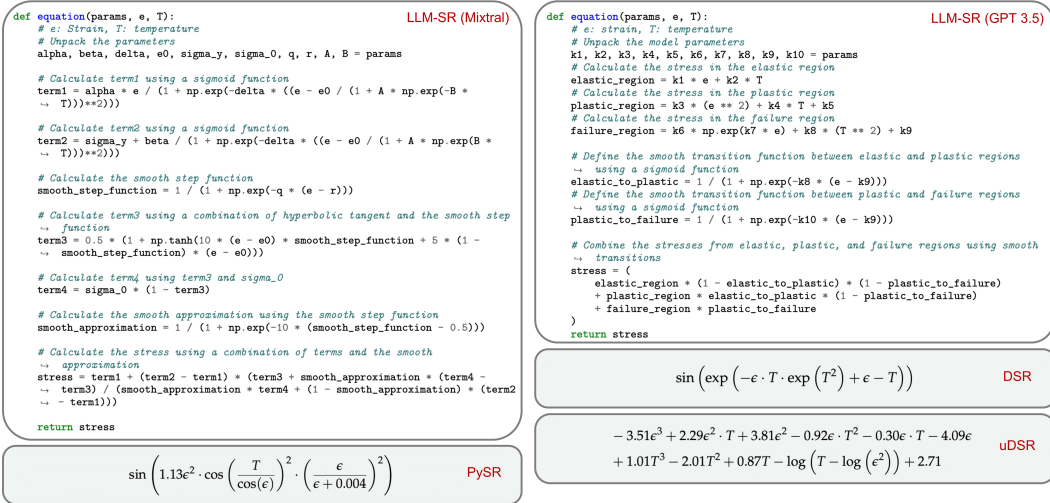 def equation(params, e, T):
LLM-SR (Mixtral)
# e: Strain, T: temperature
# Unpack the parameters
alpha, beta, delta, e0, sigma_y, sigma_0, q, r, A, B = params
# Calculate term1 using a sigmoid function
term1 = alpha * e / (1 + np.exp(-delta * ((e - e0 / (1 + A * np.exp(-B *
↪ T)))**2)))
# Calculate term2 using a sigmoid function
term2 = sigma_y + beta / (1 + np.exp(-delta * ((e - e0 / (1 + A * np.exp(B *
↪ T)))**2)))
# Calculate the smooth step function
smooth_step_function = 1 / (1 + np.exp(-q * (e - r)))
# Calculate term3 using a combination of hyperbolic tangent and the smooth step
↪ function
term3 = 0.5 * (1 + np.tanh(10 * (e - e0) * smooth_step_function + 5 * (1 -
↪ smooth_step_function) * (e - e0)))
# Calculate term4 using term3 and sigma_0
term4 = sigma_0 * (1 - term3)
# Calculate the smooth approximation using the smooth step function
smooth_approximation = 1 / (1 + np.exp(-10 * (smooth_step_function - 0.5)))
# Calculate the stress using a combination of terms and the smooth
↪ approximation
stress = term1 + (term2 - term1) * (term3 + smooth_approximation * (term4 -
↪ term3) / (smooth_approximation * term4 + (1 - smooth_approximation) * (term2
↪ - term1)))
return stress
sin (1.13ϵ² · cos (T / cos(ϵ))² · (ϵ / (ϵ + 0.004))²)
PySR
def equation(params, e, T):
LLM-SR (GPT 3.5)
# e: Strain, T: temperature
# Unpack the model parameters
k1, k2, k3, k4, k5, k6, k7, k8, k9, k10 = params
# Calculate the stress in the elastic region
elastic_region = k1 * e + k2 * T
# Calculate the stress in the plastic region
plastic_region = k3 * (e ** 2) + k4 * T + k5
# Calculate the stress in the failure region
failure_region = k6 * np.exp(k7 * e) + k8 * (T ** 2) + k9
# Define the smooth transition function between elastic and plastic regions
↪ using a sigmoid function
elastic_to_plastic = 1 / (1 + np.exp(-k8 * (e - k9)))
# Define the smooth transition function between plastic and failure regions
↪ using a sigmoid function
plastic_to_failure = 1 / (1 + np.exp(-k10 * (e - k9)))
# Combine the stresses from elastic, plastic, and failure regions using smooth
↪ transitions
stress = (
elastic_region * (1 - elastic_to_plastic) * (1 - plastic_to_failure)
+ plastic_region * elastic_to_plastic * (1 - plastic_to_failure)
+ failure_region * plastic_to_failure
)
return stress
sin (exp (−ϵ · T · exp (T²) + ϵ − T))
DSR
− 3.51ϵ³ + 2.29ϵ² · T + 3.81ϵ² − 0.92ϵ · T² − 0.30ϵ · T − 4.09ϵ
+ 1.01T³ − 2.01T² + 0.87T − log (T − log (ϵ²)) + 2.71
uDSR